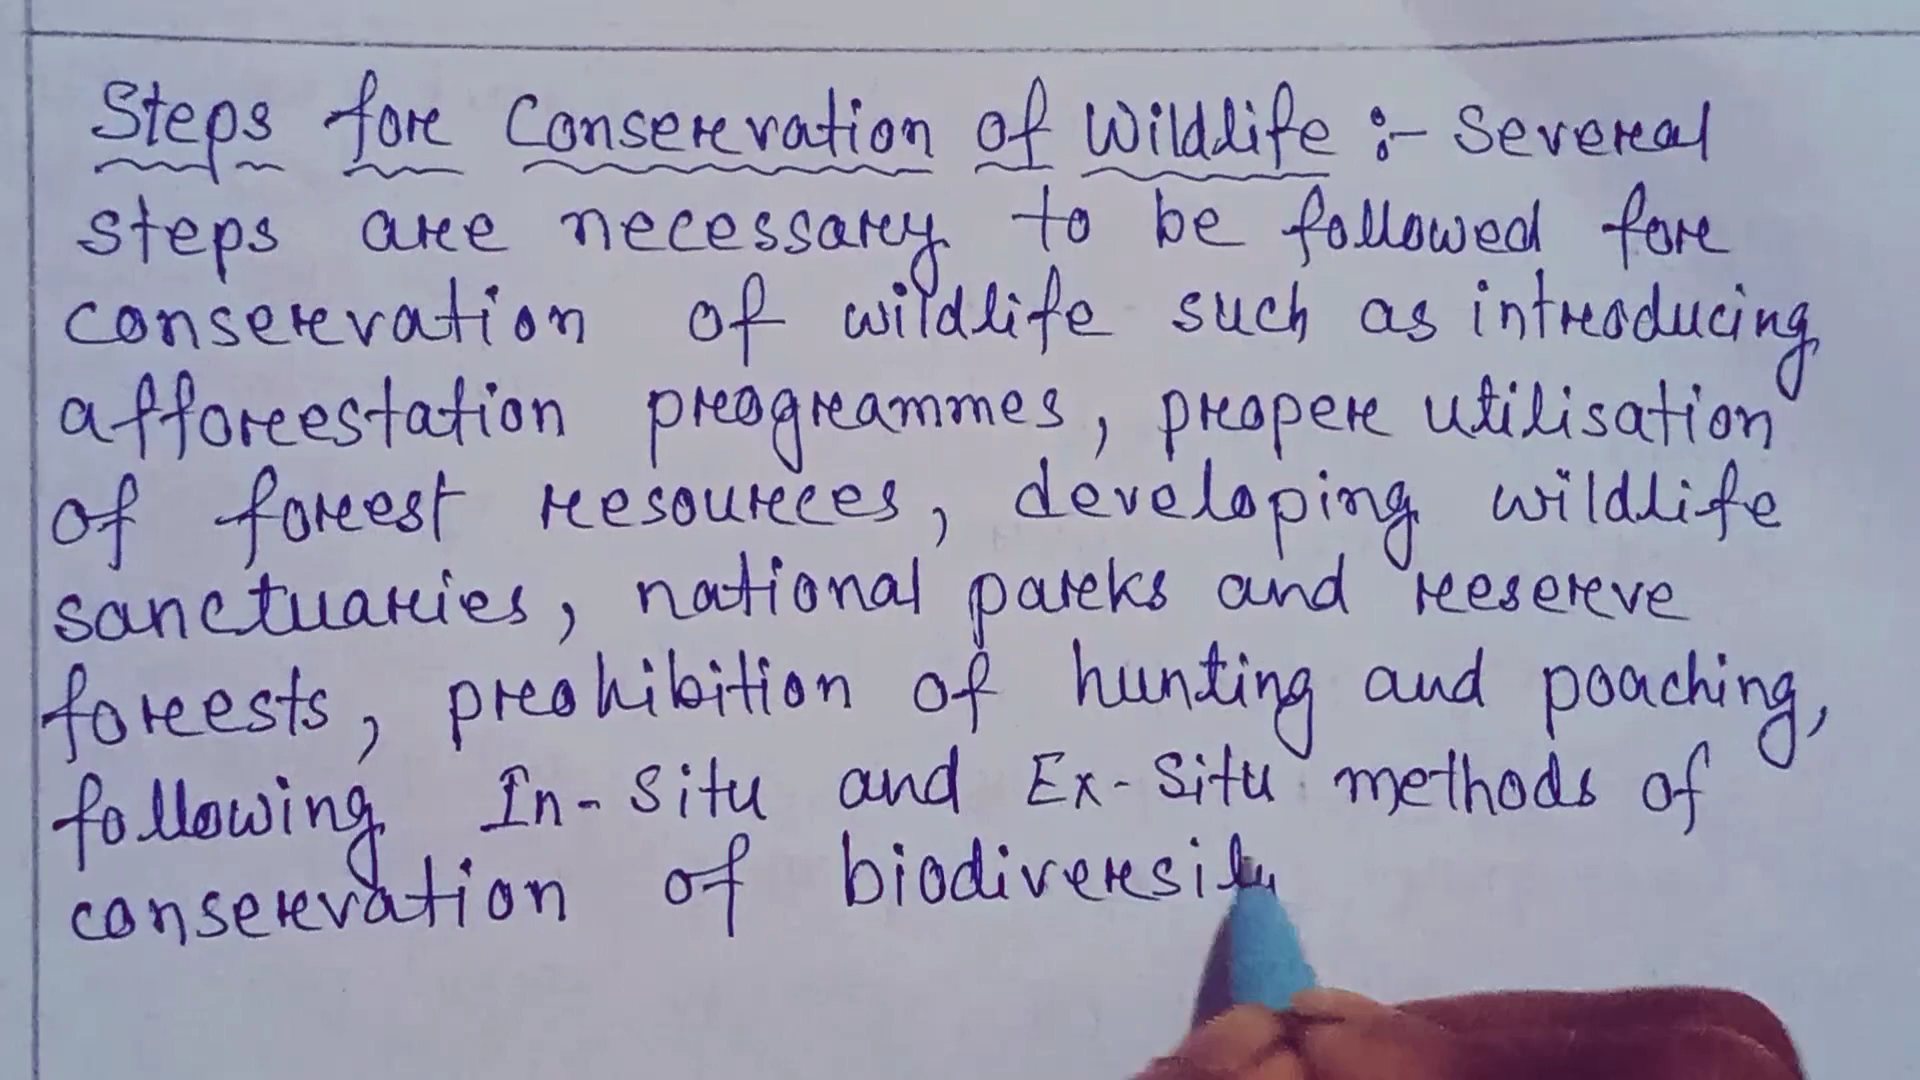 Steps for Conservation of Wildlife :- Several
steps are necessary to be followed for
conservation of wildlife such as introducing
afforestation programmes, proper utilisation
of forest resources, developing wildlife
sanctuaries, national parks and reserve
forests, prohibition of hunting and poaching,
following In-Situ and Ex-Situ methods of
conservation of biodiversity